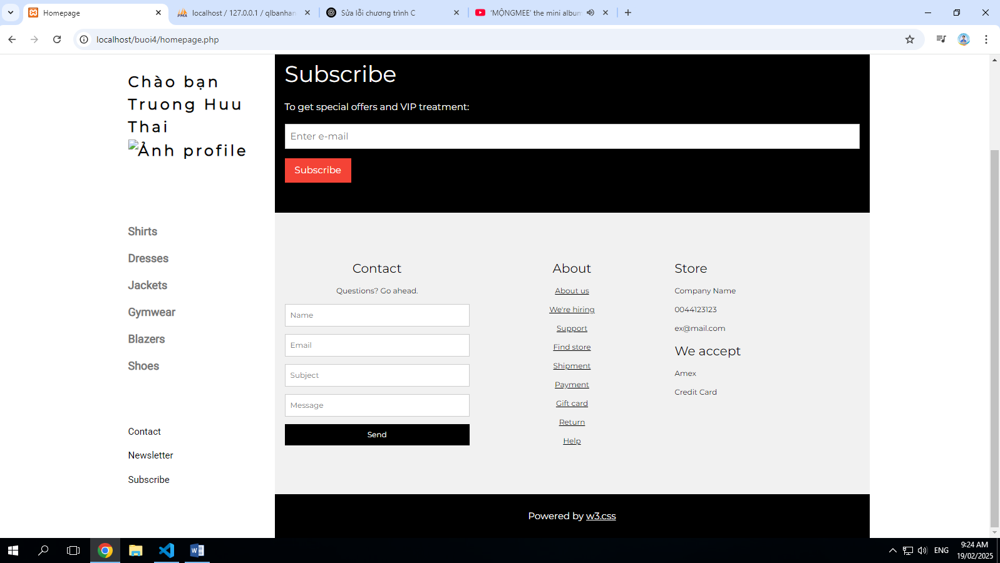 Homepage
localhost / 127.0.0.1 / qlbanhan
Sửa lỗi chương trình C
'MỘNGMEE' the mini album
localhost/buoi4/homepage.php
Chào bạn
Truong Huu
Thai
Ảnh profile
Shirts
Dresses
Jackets
Gymwear
Blazers
Shoes
Contact
Newsletter
Subscribe
Subscribe
To get special offers and VIP treatment:
Enter e-mail
Subscribe
Contact
Questions? Go ahead.
Name
Email
Subject
Message
Send
About
About us
We're hiring
Support
Find store
Shipment
Payment
Gift card
Return
Help
Store
Company Name
0044123123
ex@mail.com
We accept
Amex
Credit Card
Powered by w3.css
ENG
9:24 AM
19/02/2025